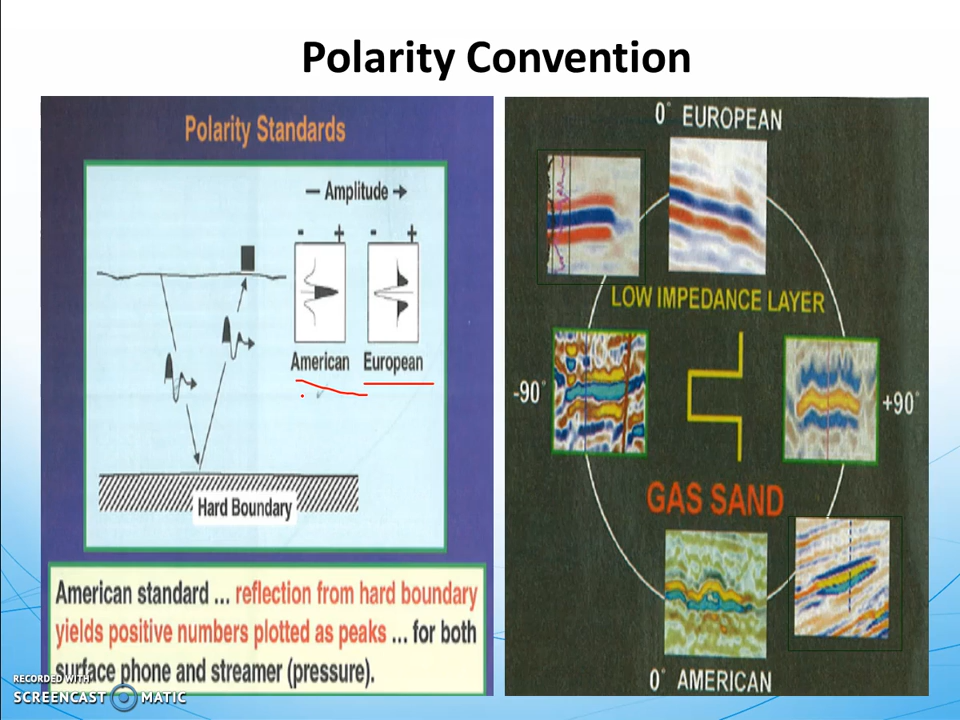 Polarity Convention
Polarity Standards
— Amplitude →
- +
- +
American
European
Hard Boundary
American standard ... reflection from hard boundary
yields positive numbers plotted as peaks ... for both
surface phone and streamer (pressure).
0° EUROPEAN
LOW IMPEDANCE LAYER
-90°
+90°
GAS SAND
0° AMERICAN
RECORDED WITH
SCREENCAST MATIC